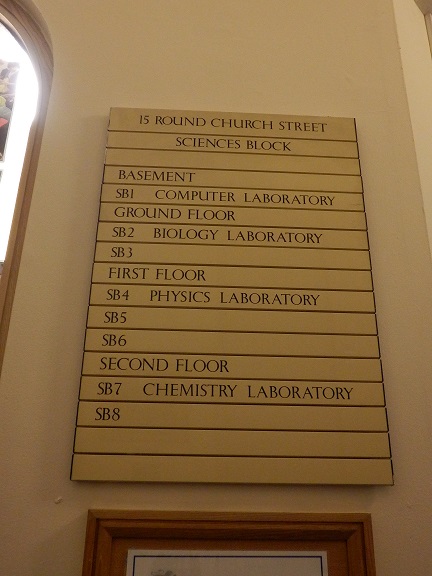 15 ROUND CHURCH STREET
SCIENCES BLOCK
BASEMENT
SB1 COMPUTER LABORATORY
GROUND FLOOR
SB2 BIOLOGY LABORATORY
SB3
FIRST FLOOR
SB4 PHYSICS LABORATORY
SB5
SB6
SECOND FLOOR
SB7 CHEMISTRY LABORATORY
SB8